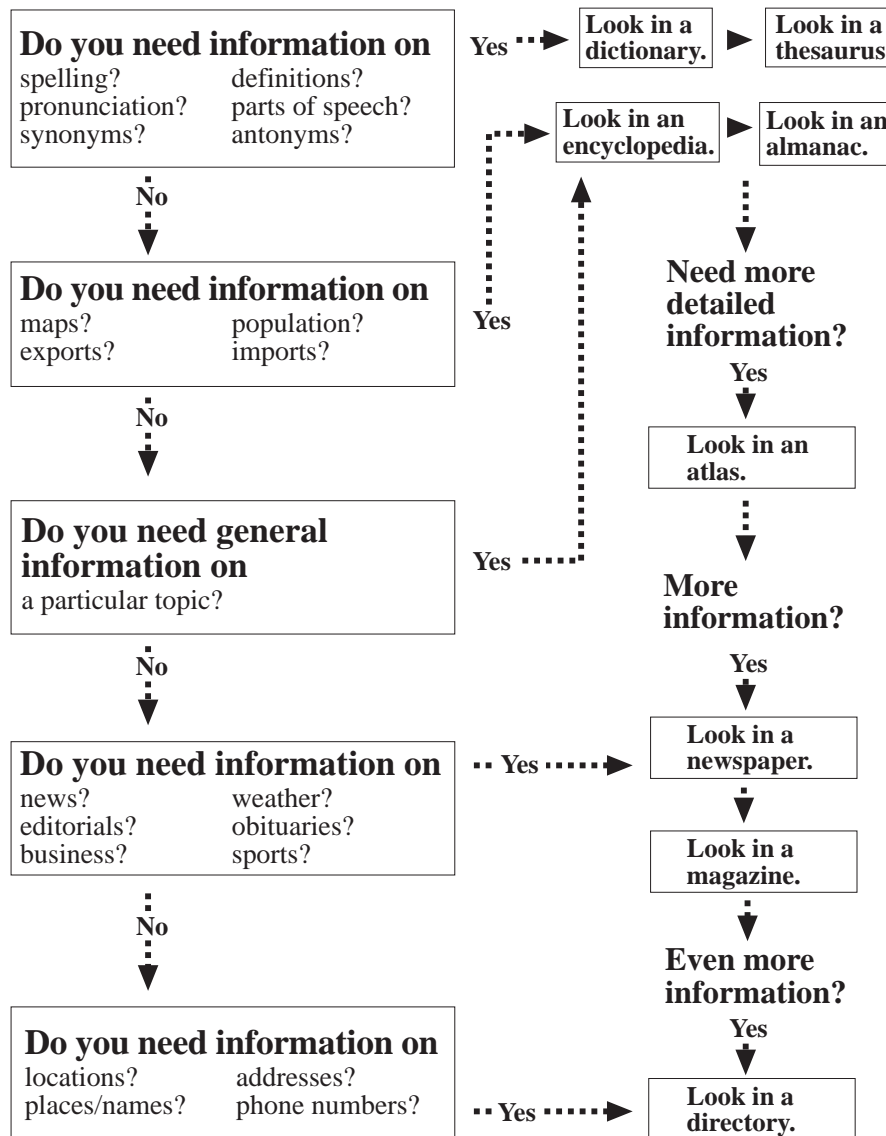 Do you need information on
spelling? definitions?
pronunciation? parts of speech?
synonyms? antonyms?
Yes
Look in a
dictionary.
Look in a
thesaurus
No
Look in an
encyclopedia.
Look in an
almanac.
Do you need information on
maps? population?
exports? imports?
Yes
Need more
detailed
information?
Yes
Look in an
atlas.
No
Do you need general
information on
a particular topic?
Yes
More
information?
Yes
No
Do you need information on
news? weather?
editorials? obituaries?
business? sports?
Yes
Look in a
newspaper.
Look in a
magazine.
No
Even more
information?
Yes
Do you need information on
locations? addresses?
places/names? phone numbers?
Yes
Look in a
directory.